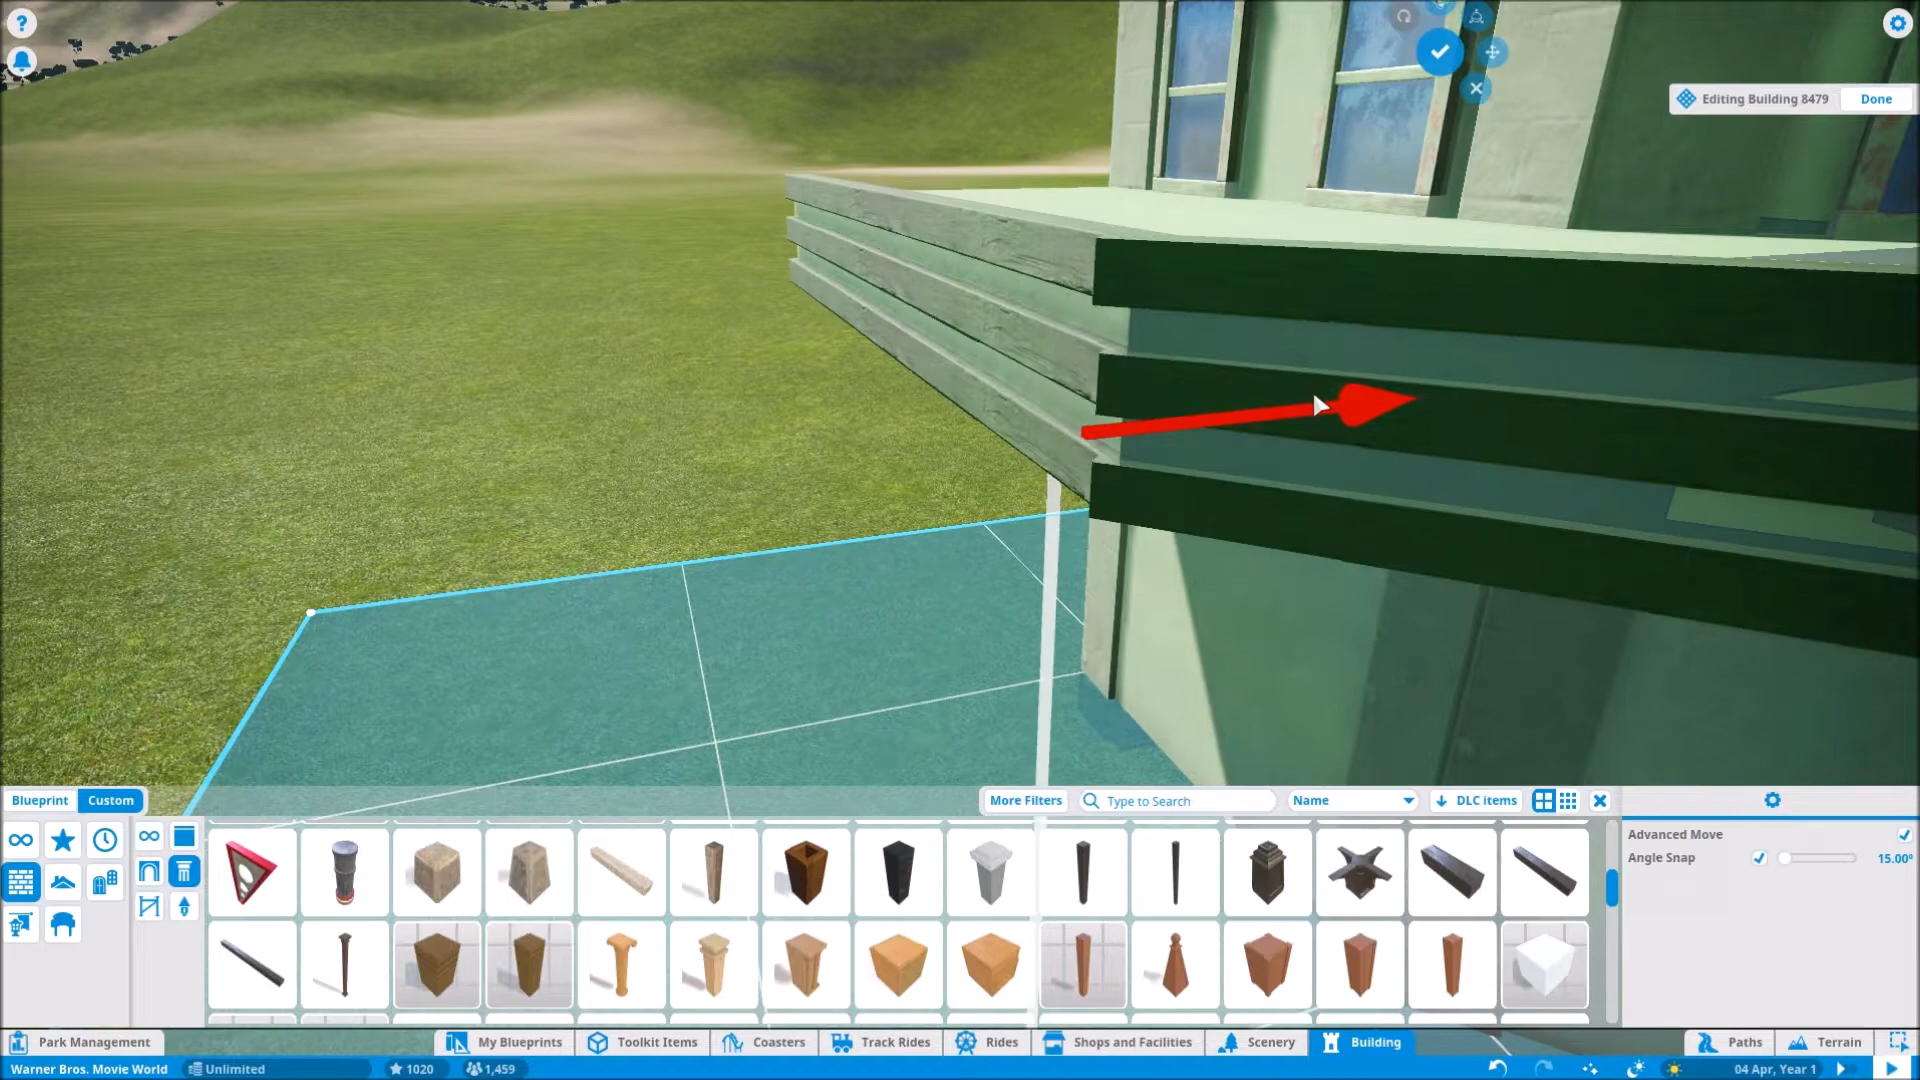 ?
Editing Building 8479 Done
Blueprint Custom
More Filters Type to Search Name DLC items
Advanced Move
Angle Snap 15.00°
Park Management My Blueprints Toolkit Items Coasters Track Rides Rides Shops and Facilities Scenery Building Paths Terrain
Warner Bros. Movie World Unlimited 1020 1,459 04 Apr, Year 1